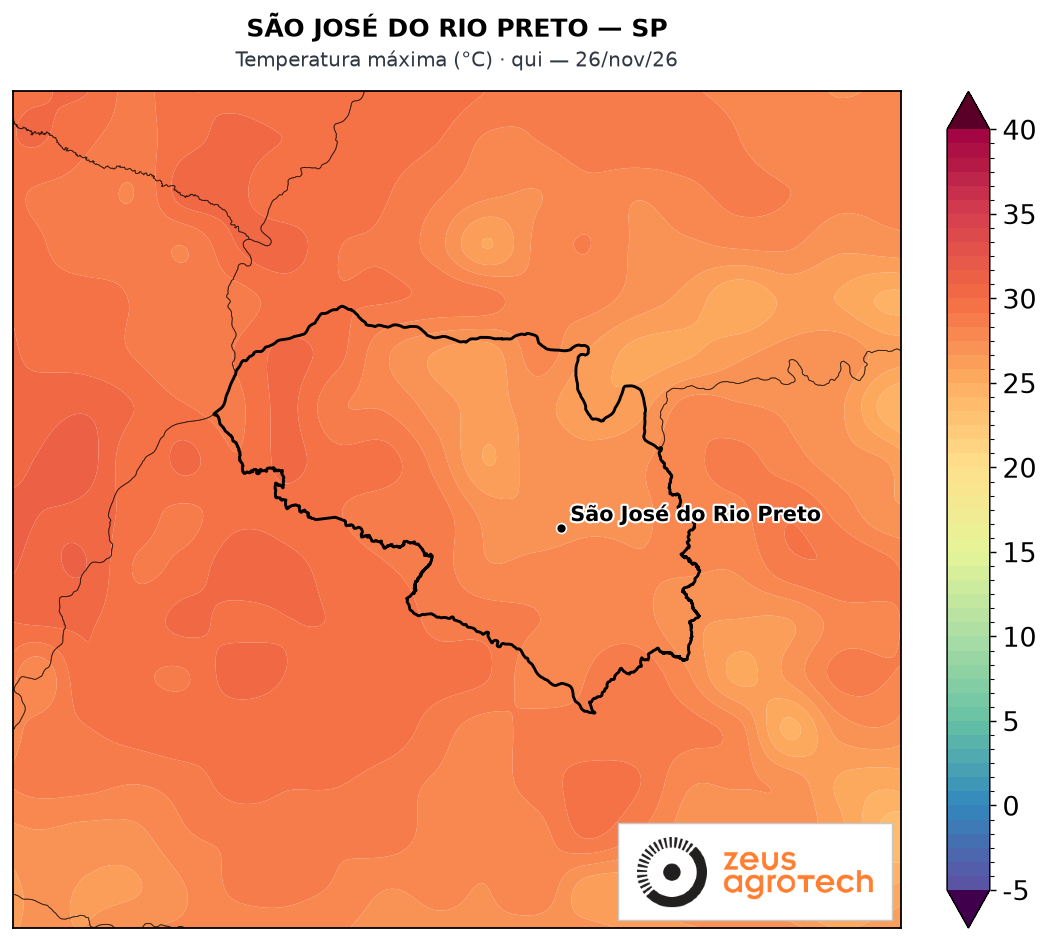 SÃO JOSÉ DO RIO PRETO — SP
Temperatura máxima (°C) · qui — 26/nov/26
40
35
30
25
20
15
10
5
0
-5
São José do Rio Preto
zeus
agrotech